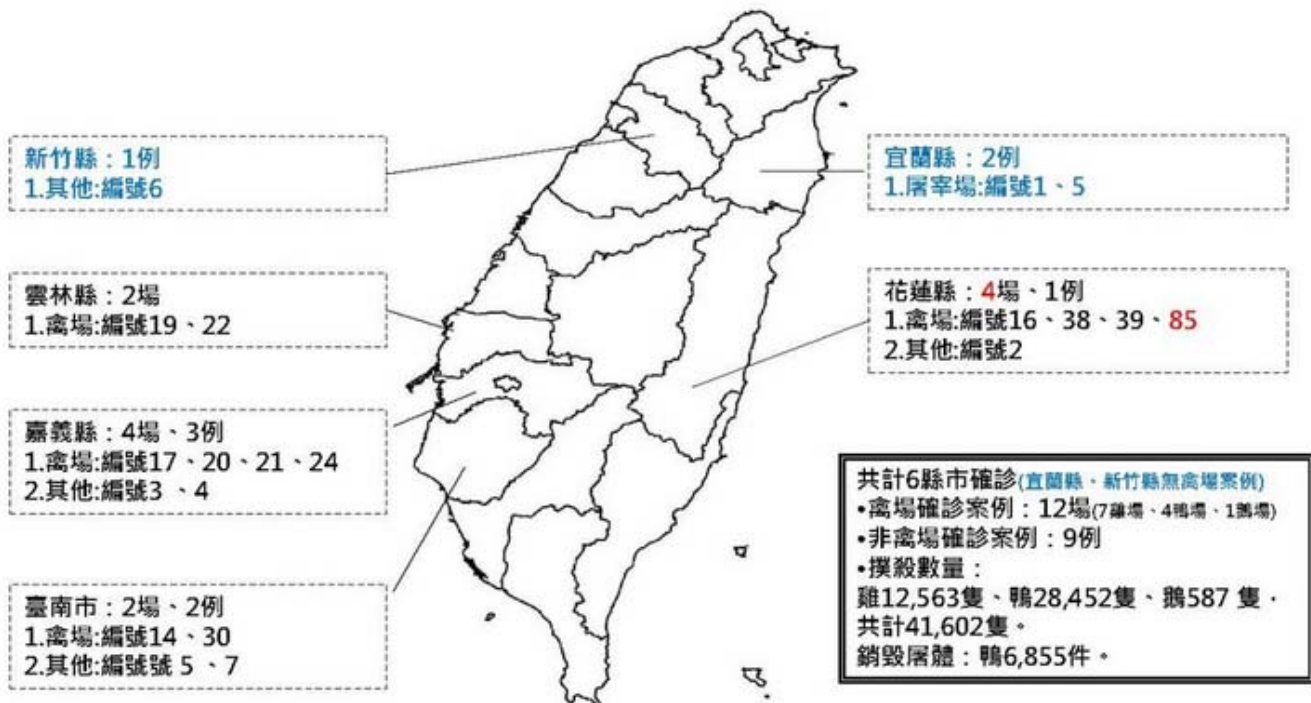 新竹縣：1例
1.其他:編號6
雲林縣：2場
1.禽場:編號19、22
嘉義縣：4場、3例
1.禽場:編號17、20、21、24
2.其他:編號3 、4
臺南市：2場、2例
1.禽場:編號14、30
2.其他:編號號 5 、7
宜蘭縣：2例
1.屠宰場:編號1、5
花蓮縣：4場、1例
1.禽場:編號16、38、39、85
2.其他:編號2
共計6縣市確診(宜蘭縣、新竹縣無禽場案例)
•禽場確診案例：12場(7雞場、4鴨場、1鵝場)
•非禽場確診案例：9例
•撲殺數量：
雞12,563隻、鴨28,452隻、鵝587 隻，
共計41,602隻。
銷毀屠體：鴨6,855件。